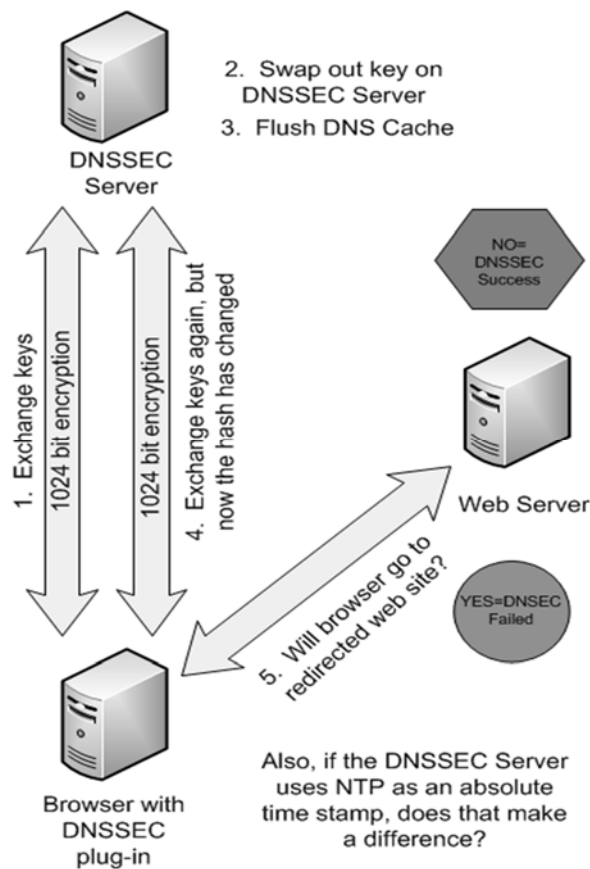 2. Swap out key on
DNSSEC Server
3. Flush DNS Cache
DNSSEC
Server
NO=
DNSSEC
Success
1. Exchange keys
1024 bit encryption
1024 bit encryption
4. Exchange keys again, but
now the hash has changed
Web Server
5. Will browser go to
redirected web site?
YES=DNSEC
Failed
Browser with
DNSSEC
plug-in
Also, if the DNSSEC Server
uses NTP as an absolute
time stamp, does that make
a difference?